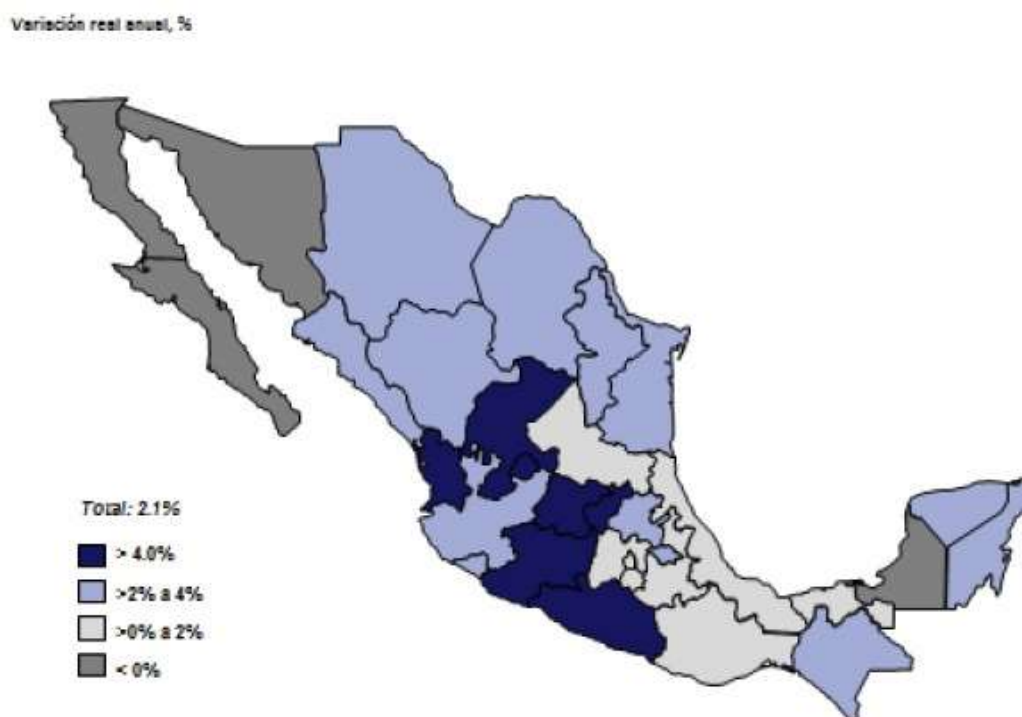 Variación real anual, %
Total: 2.1%
> 4.0%
>2% a 4%
>0% a 2%
< 0%